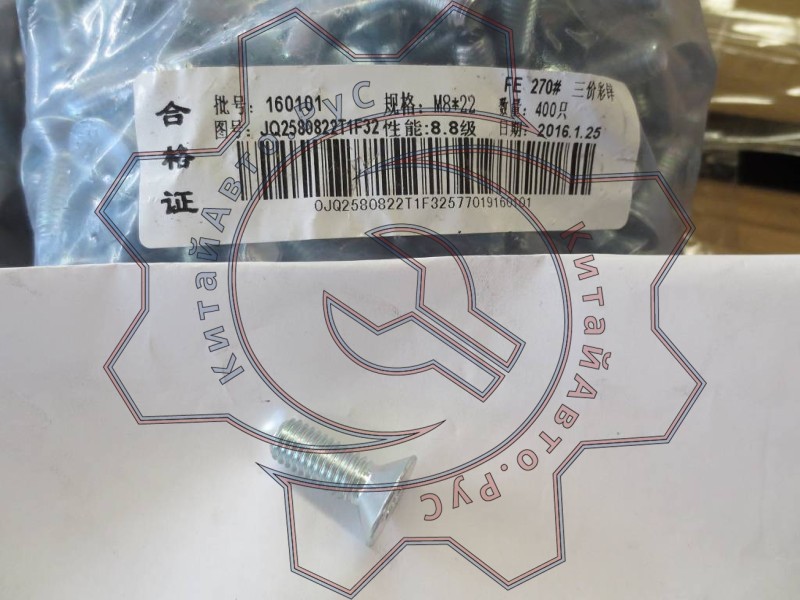 合格证
FE 270# 三价彩锌
批号: 160101 规格: M8*22 数量: 400只
图号: JQ2580822T1F32 性能:8.8级 日期: 2016.1.25
0JQ2580822T1F32577019160101
КитайАвто.Рус
КитайАвто.Рус